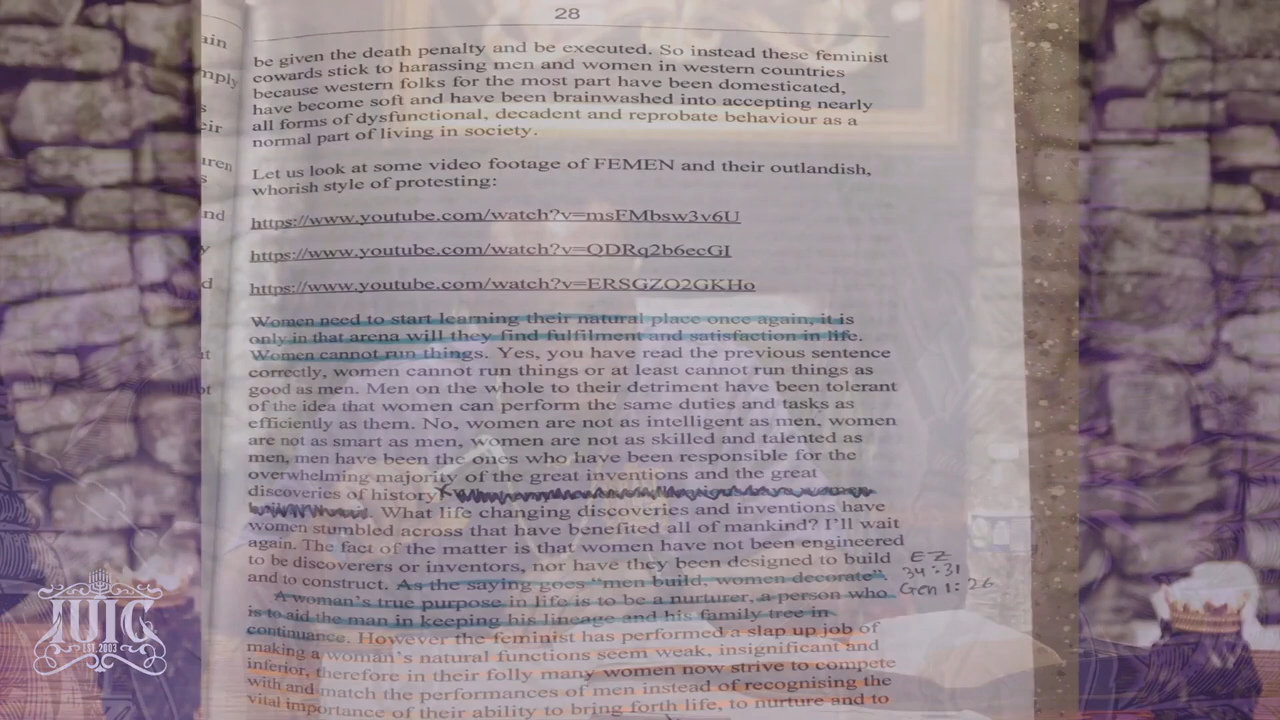 28
be given the death penalty and be executed. So instead these feminist
cowards stick to harassing men and women in western countries
because western folks for the most part have been domesticated,
have become soft and have been brainwashed into accepting nearly
all forms of dysfunctional, decadent and reprobate behaviour as a
normal part of living in society.
Let us look at some video footage of FEMEN and their outlandish,
whorish style of protesting:
https://www.youtube.com/watch?v=msEMbsw3v6U
https://www.youtube.com/watch?v=QDRq2b6ecGI
https://www.youtube.com/watch?v=ERSGZO2GKHo
Women need to start learning their natural place once again, it is
only in that arena will they find fulfilment and satisfaction in life.
Women cannot run things. Yes, you have read the previous sentence
correctly, women cannot run things or at least cannot run things as
good as men. Men on the whole to their detriment have been tolerant
of the idea that women can perform the same duties and tasks as
efficiently as them. No, women are not as intelligent as men, women
are not as smart as men, women are not as skilled and talented as
men, men have been the ones who have been responsible for the
overwhelming majority of the great inventions and the great
discoveries of history
What life changing discoveries and inventions have
women stumbled across that have benefited all of mankind? I'll wait
again. The fact of the matter is that women have not been engineered
to be discoverers or inventors, nor have they been designed to build
and to construct. As the saying goes "men build, women decorate".
A woman's true purpose in life is to be a nurturer, a person who
is to aid the man in keeping his lineage and his family tree in
continuance. However the feminist has performed a slap up job of
making a woman's natural functions seem weak, insignificant and
inferior, therefore in their folly many women now strive to compete
with and match the performances of men instead of recognising the
vital importance of their ability to bring forth life, to nurture and to
EZ
34:31
Gen 1:26
IUIC
EST. 2003